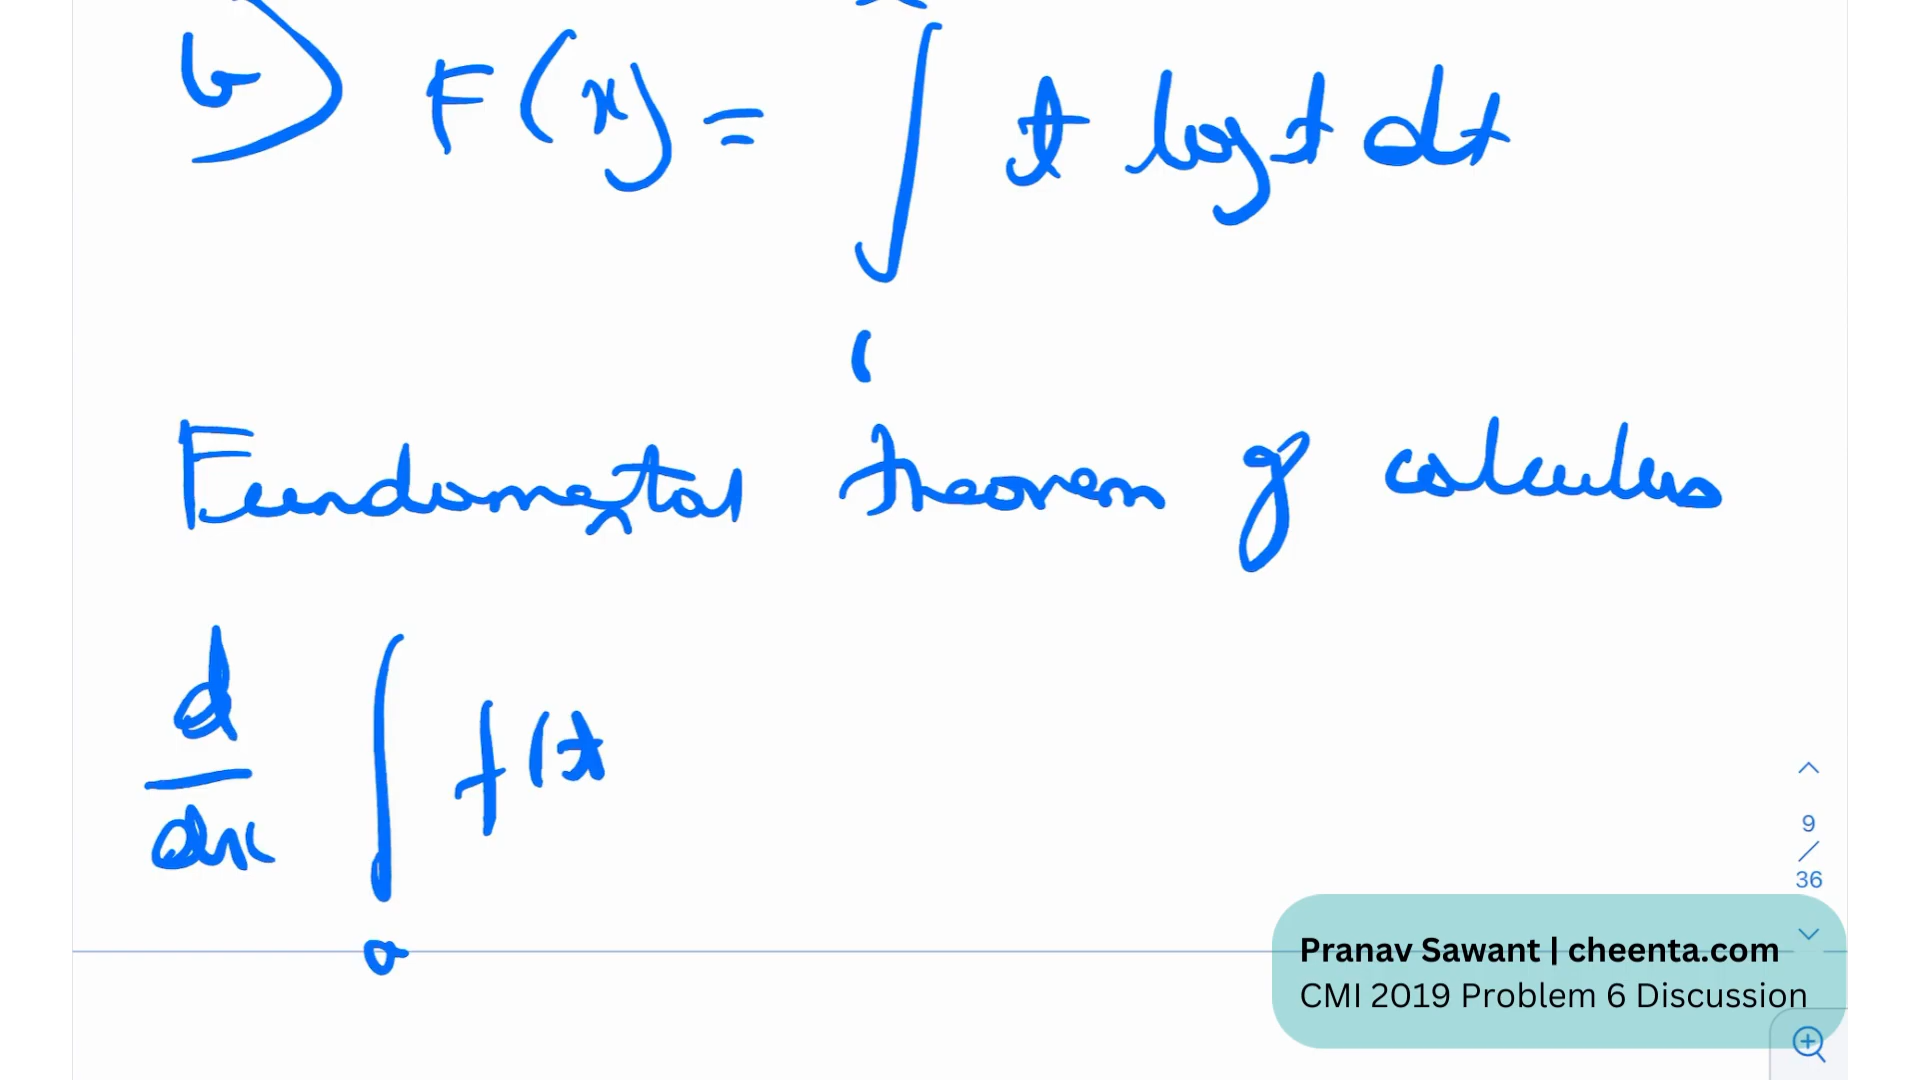 b) F(x) = ∫ t log t dt
1
Fundamental theorem of calculus
d/dx ∫ f(t
a
9
/
36
Pranav Sawant | cheenta.com
CMI 2019 Problem 6 Discussion